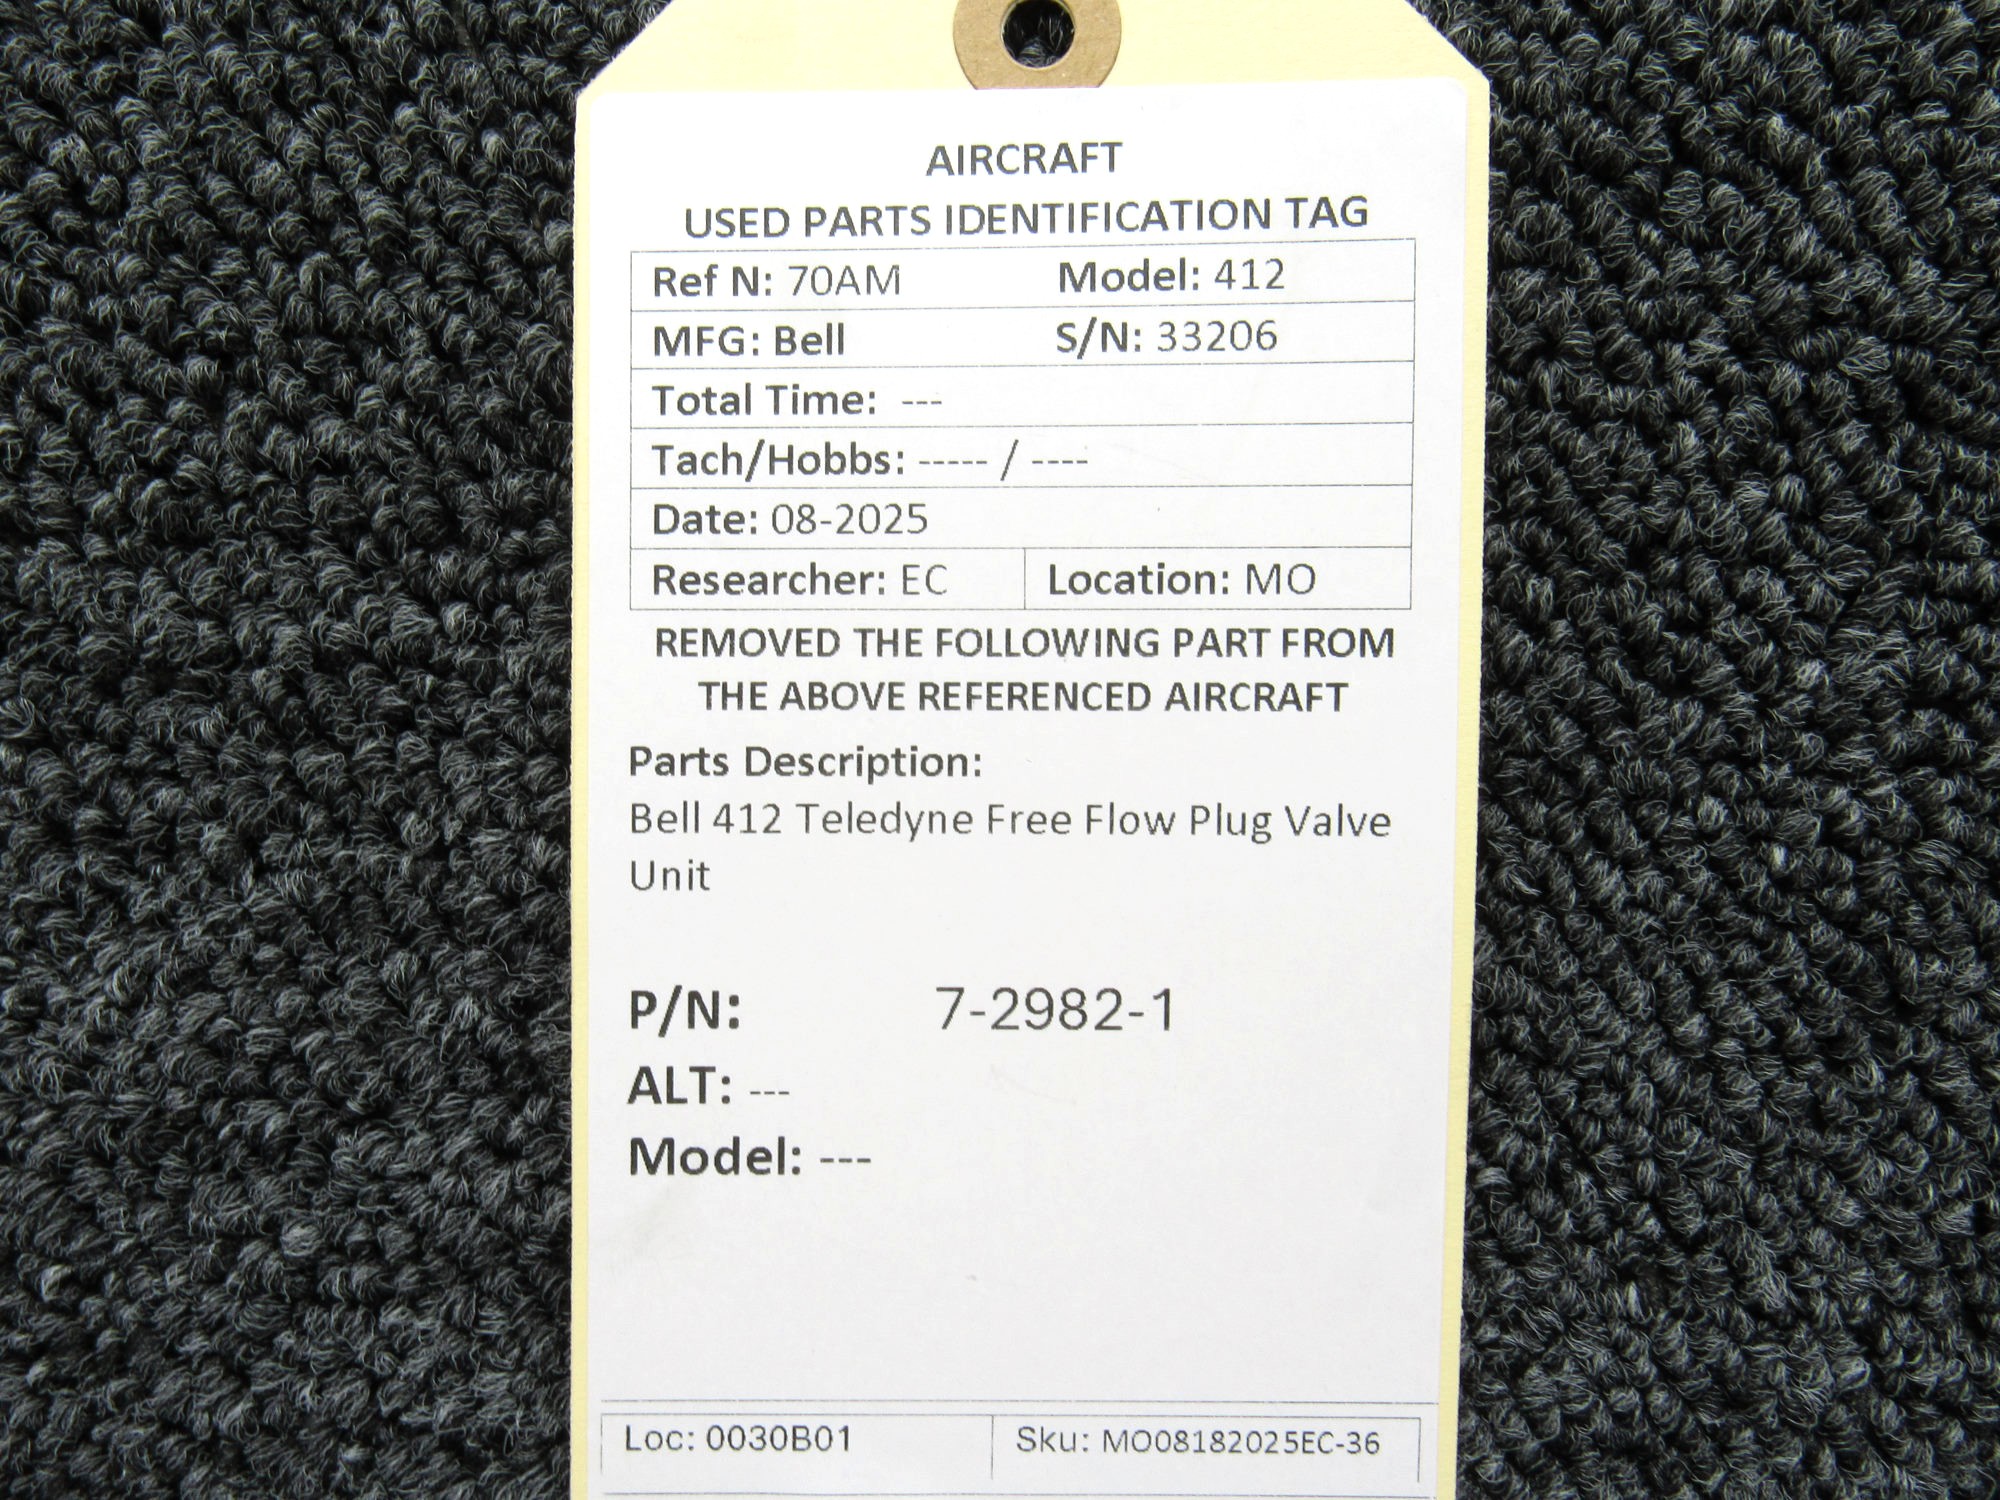 AIRCRAFT
USED PARTS IDENTIFICATION TAG
Ref N: 70AM Model: 412
MFG: Bell S/N: 33206
Total Time: ---
Tach/Hobbs: ----- / ----
Date: 08-2025
Researcher: EC Location: MO
REMOVED THE FOLLOWING PART FROM
THE ABOVE REFERENCED AIRCRAFT
Parts Description:
Bell 412 Teledyne Free Flow Plug Valve
Unit
P/N: 7-2982-1
ALT: ---
Model: ---
Loc: 0030B01 Sku: MO08182025EC-36